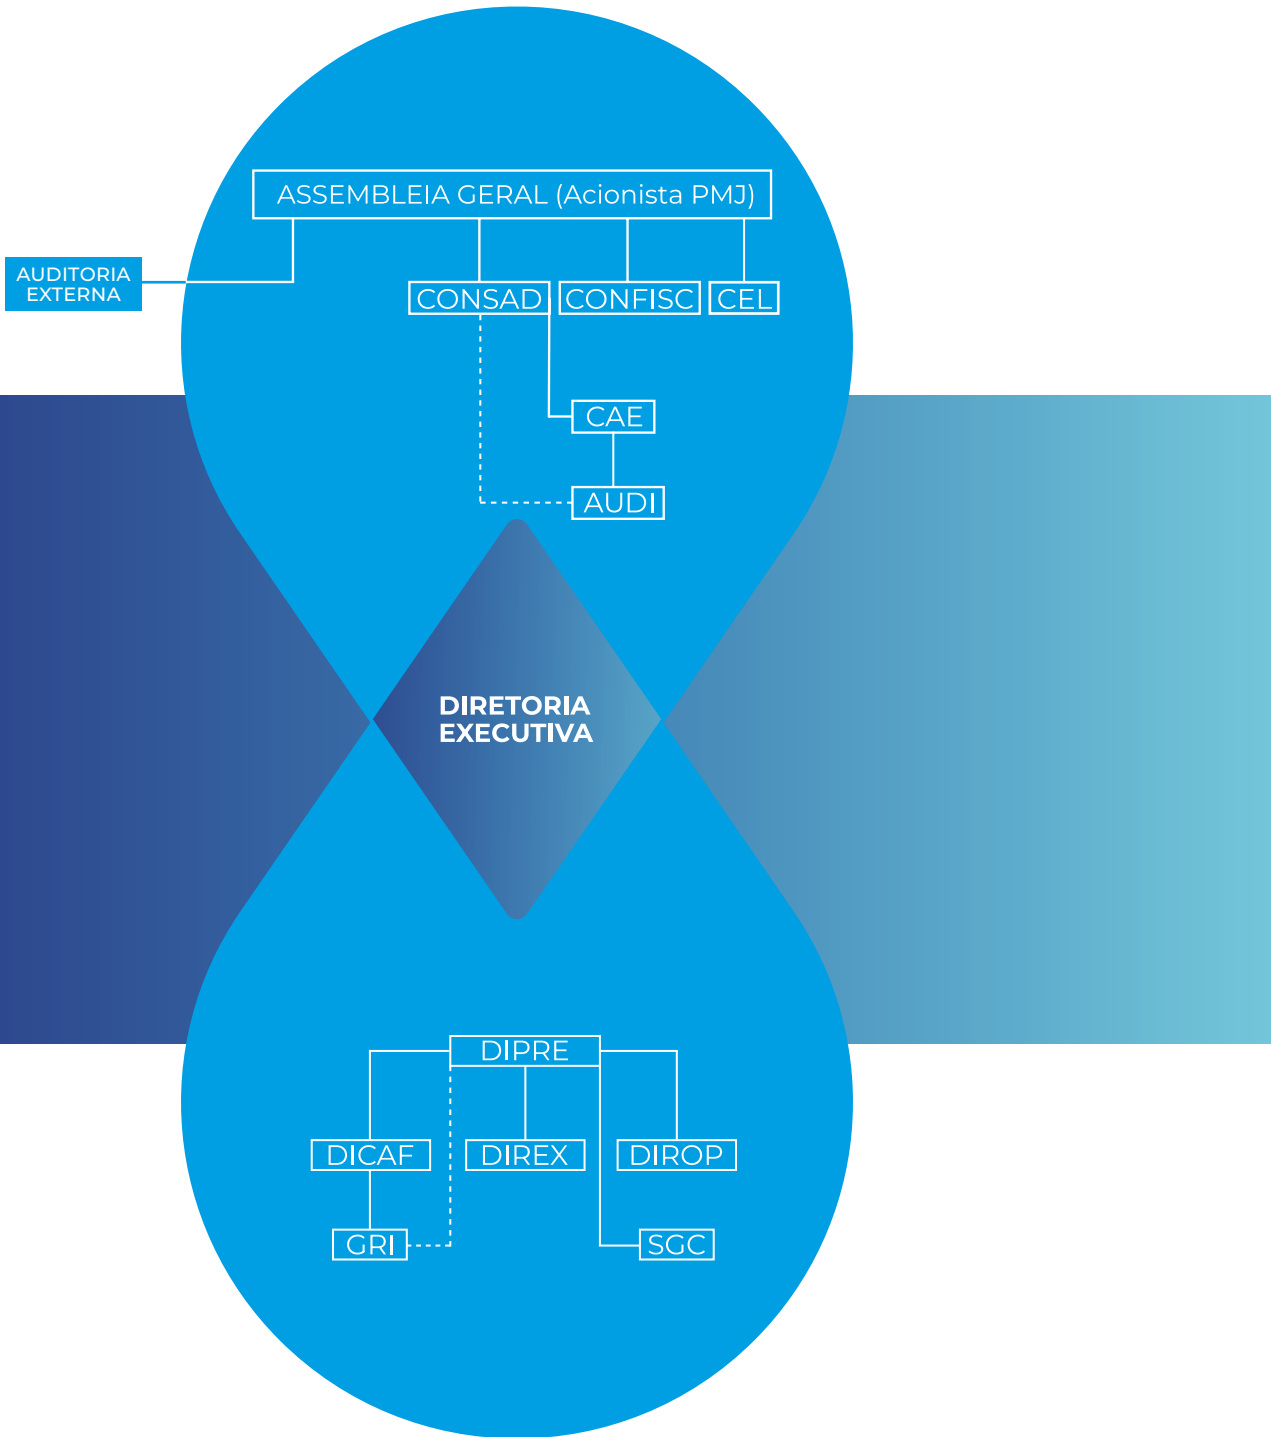 ASSEMBLEIA GERAL (Acionista PMJ)
AUDITORIA
EXTERNA
CONSAD
CONFISC
CEL
CAE
AUDI
DIRETORIA
EXECUTIVA
DIPRE
DICAF
DIREX
DIROP
GRI
SGC